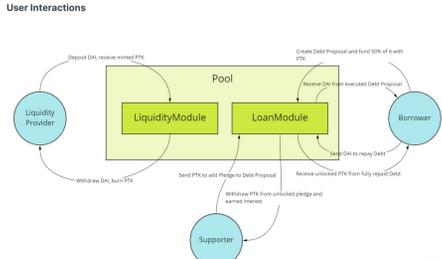 User Interactions
Deposit DAI, receive minted PTK
Create Debt Proposal and fund 50% of it with
PTK
Pool
Receive DAI from executed Debt Proposal
Liquidity
Provider
LiquidityModule
LoanModule
Borrower
Send DAI to repay Debt
Send PTK to add Pledge to Debt Proposal
Receive unlocked PTK from fully repaid Debt
Withdraw DAI, burn PTK
Withdraw PTK from unlocked pledge and
earned interest
Supporter